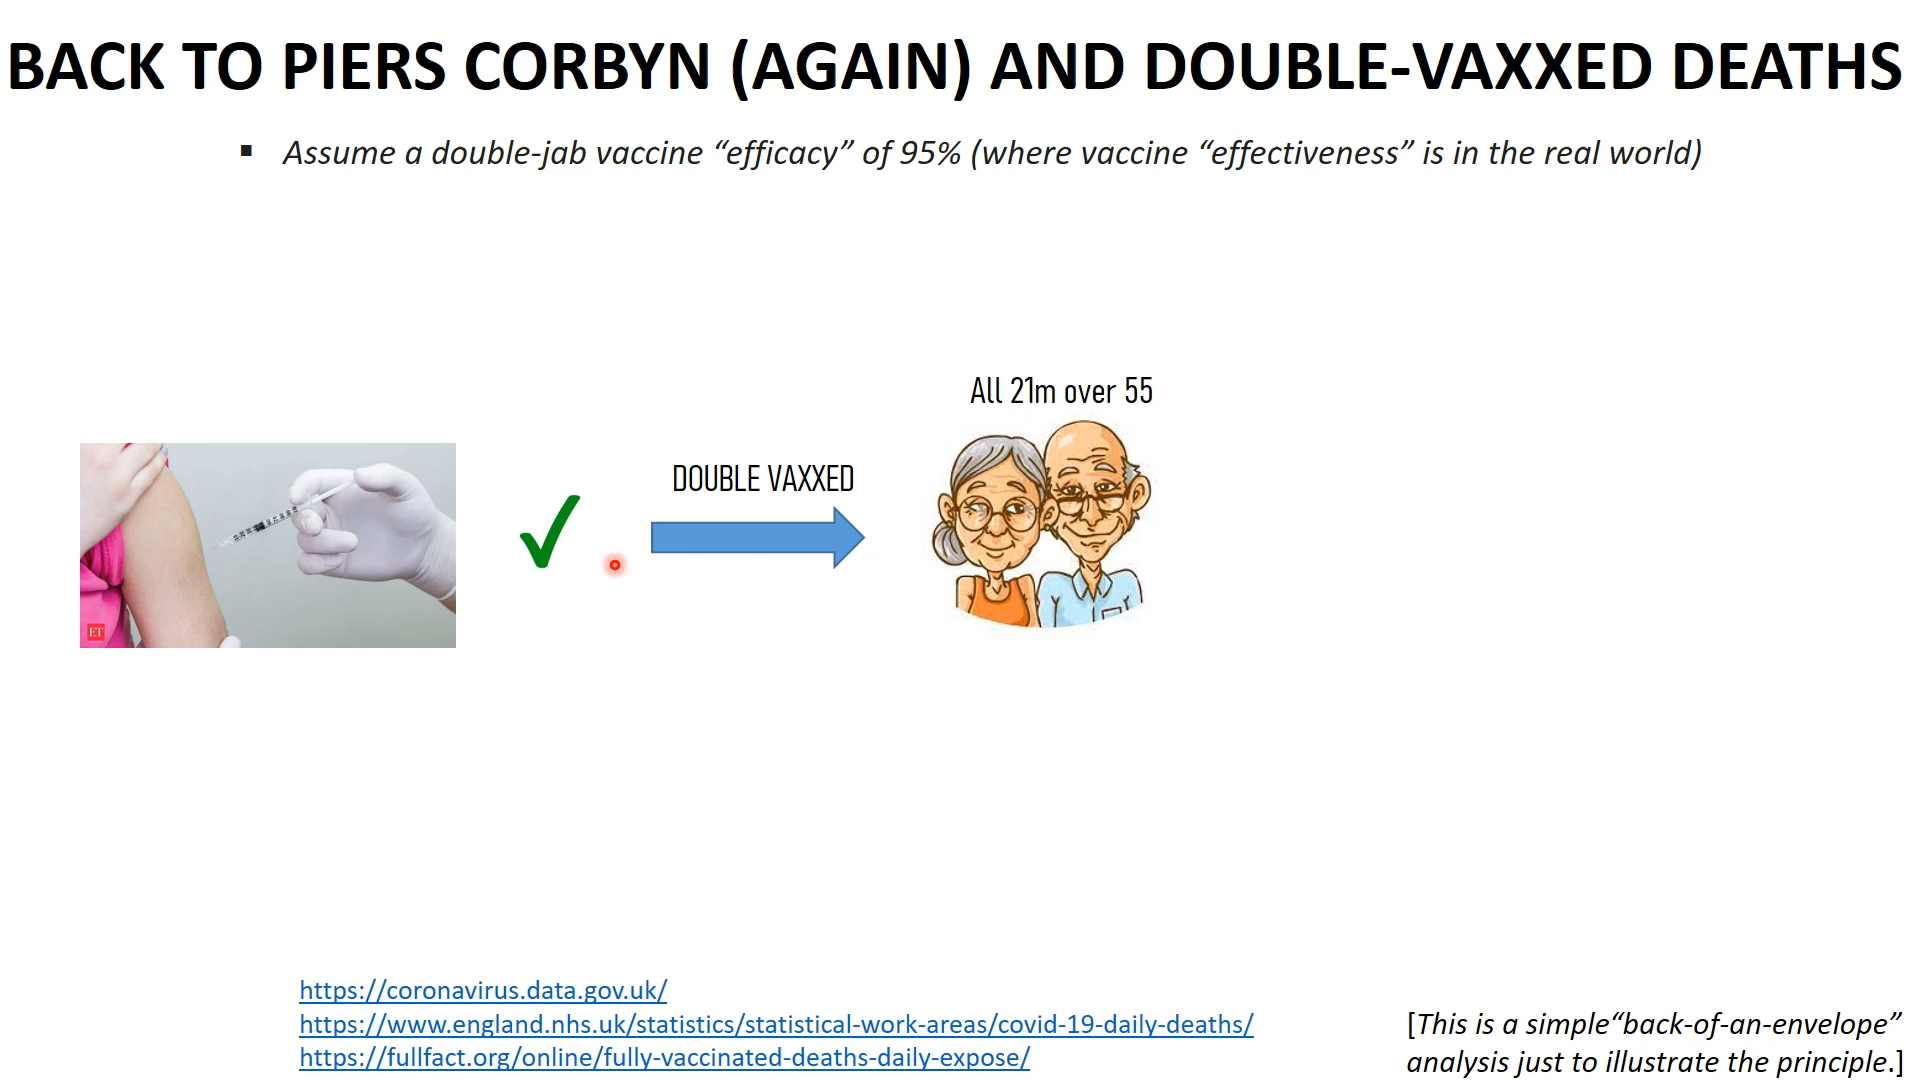 BACK TO PIERS CORBYN (AGAIN) AND DOUBLE-VAXXED DEATHS
▪ Assume a double-jab vaccine “efficacy” of 95% (where vaccine “effectiveness” is in the real world)
All 21m over 55
DOUBLE VAXXED
ET
https://coronavirus.data.gov.uk/
https://www.england.nhs.uk/statistics/statistical-work-areas/covid-19-daily-deaths/
https://fullfact.org/online/fully-vaccinated-deaths-daily-expose/
[This is a simple“back-of-an-envelope”
analysis just to illustrate the principle.]